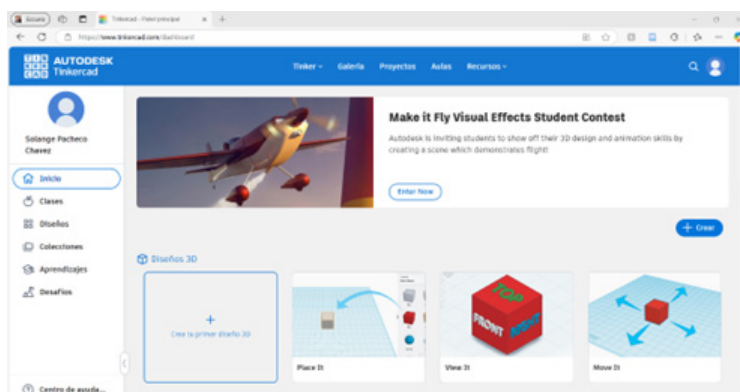 Escuela
Tinkercad - Panel principal
https://www.tinkercad.com/dashboard
AUTODESK
Tinkercad
Tinker
Galería
Proyectos
Aulas
Recursos
Solange Pacheco
Chavez
Inicio
Clases
Diseños
Colecciones
Aprendizajes
Desafíos
Centro de ayuda...
Make it Fly Visual Effects Student Contest
Autodesk is inviting students to show off their 3D design and animation skills by
creating a scene which demonstrates flight!
Enter Now
+ Crear
Diseños 3D
+
Crea tu primer diseño 3D
Place It
TOP
FRONT
RIGHT
View It
Move It